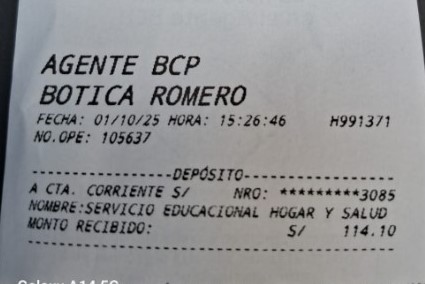 AGENTE BCP
BOTICA ROMERO
FECHA: 01/10/25 HORA: 15:26:46 H991371
NO.OPE: 105637
--------------------DEPÓSITO--------------------
A CTA. CORRIENTE S/ NRO: *********3085
NOMBRE:SERVICIO EDUCACIONAL HOGAR Y SALUD
MONTO RECIBIDO: S/ 114.10